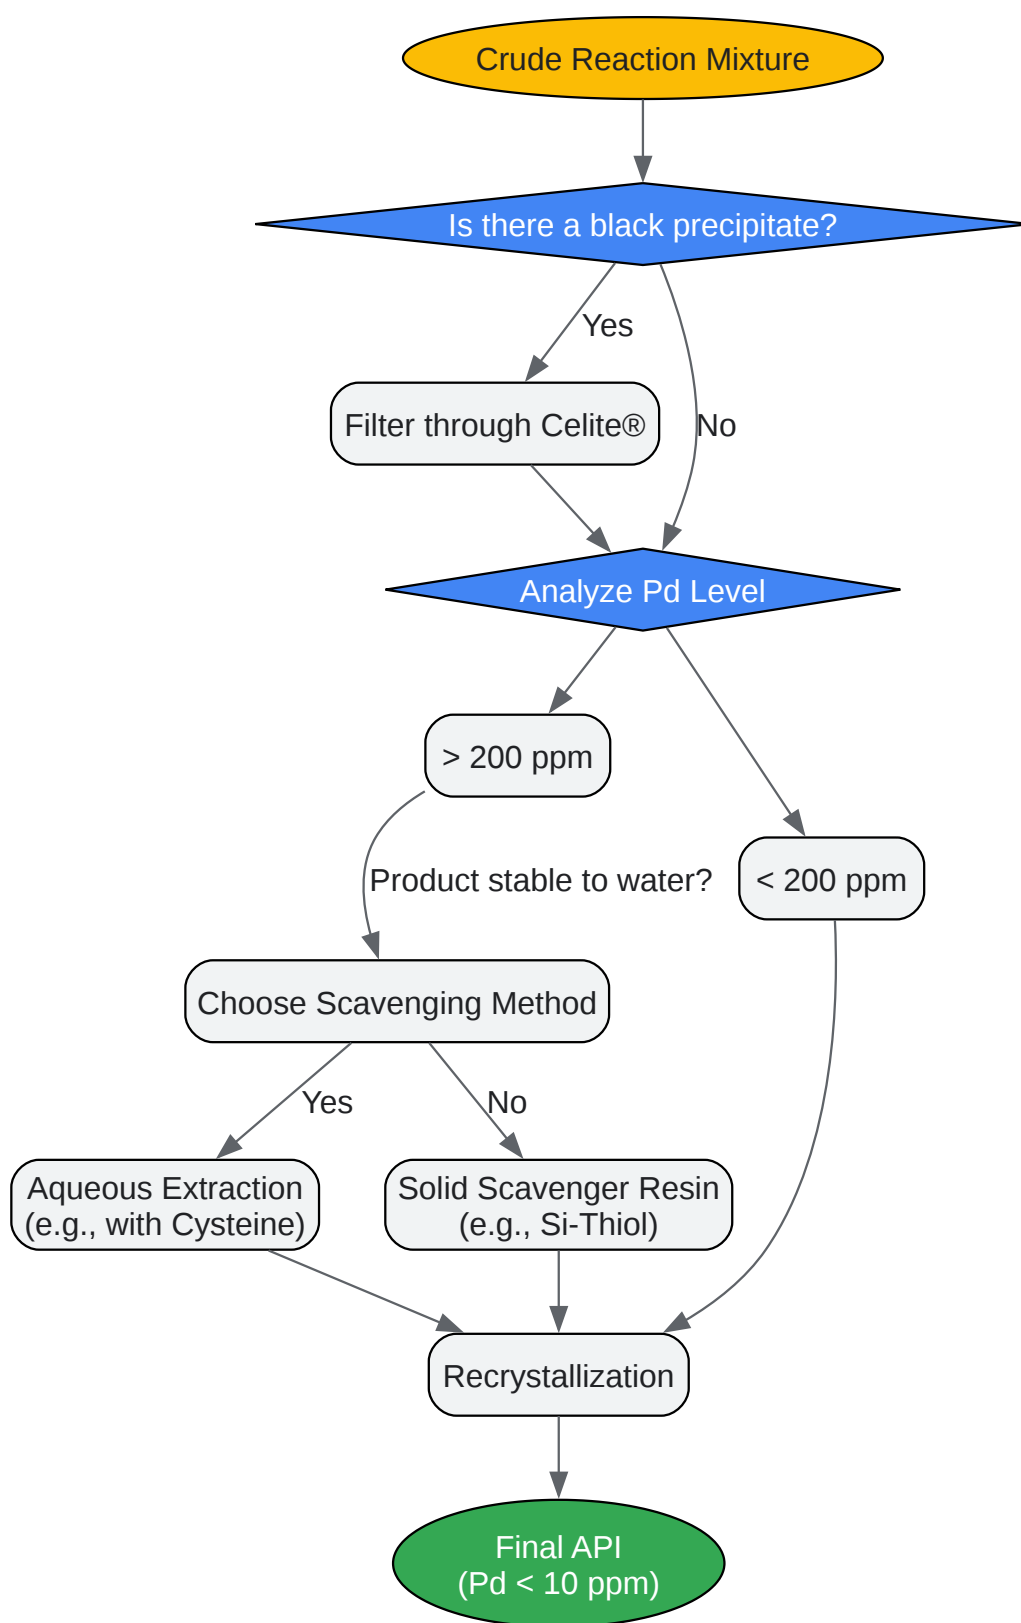 Crude Reaction Mixture
Is there a black precipitate?
Yes
Filter through Celite®
No
Analyze Pd Level
> 200 ppm
Product stable to water?
< 200 ppm
Choose Scavenging Method
Yes
No
Aqueous Extraction
(e.g., with Cysteine)
Solid Scavenger Resin
(e.g., Si-Thiol)
Recrystallization
Final API
(Pd < 10 ppm)